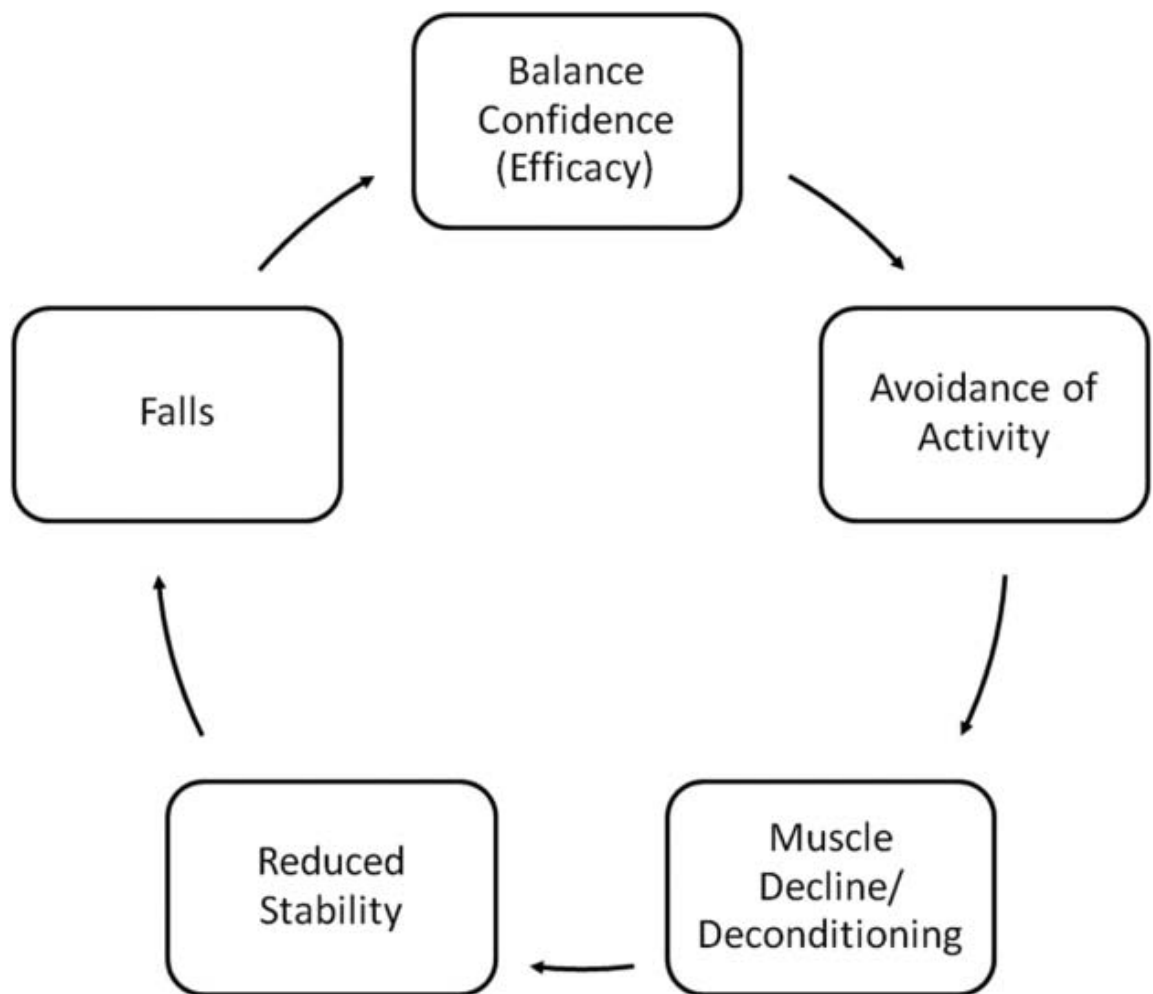 Balance
Confidence
(Efficacy)
Avoidance of
Activity
Muscle
Decline/
Deconditioning
Reduced
Stability
Falls